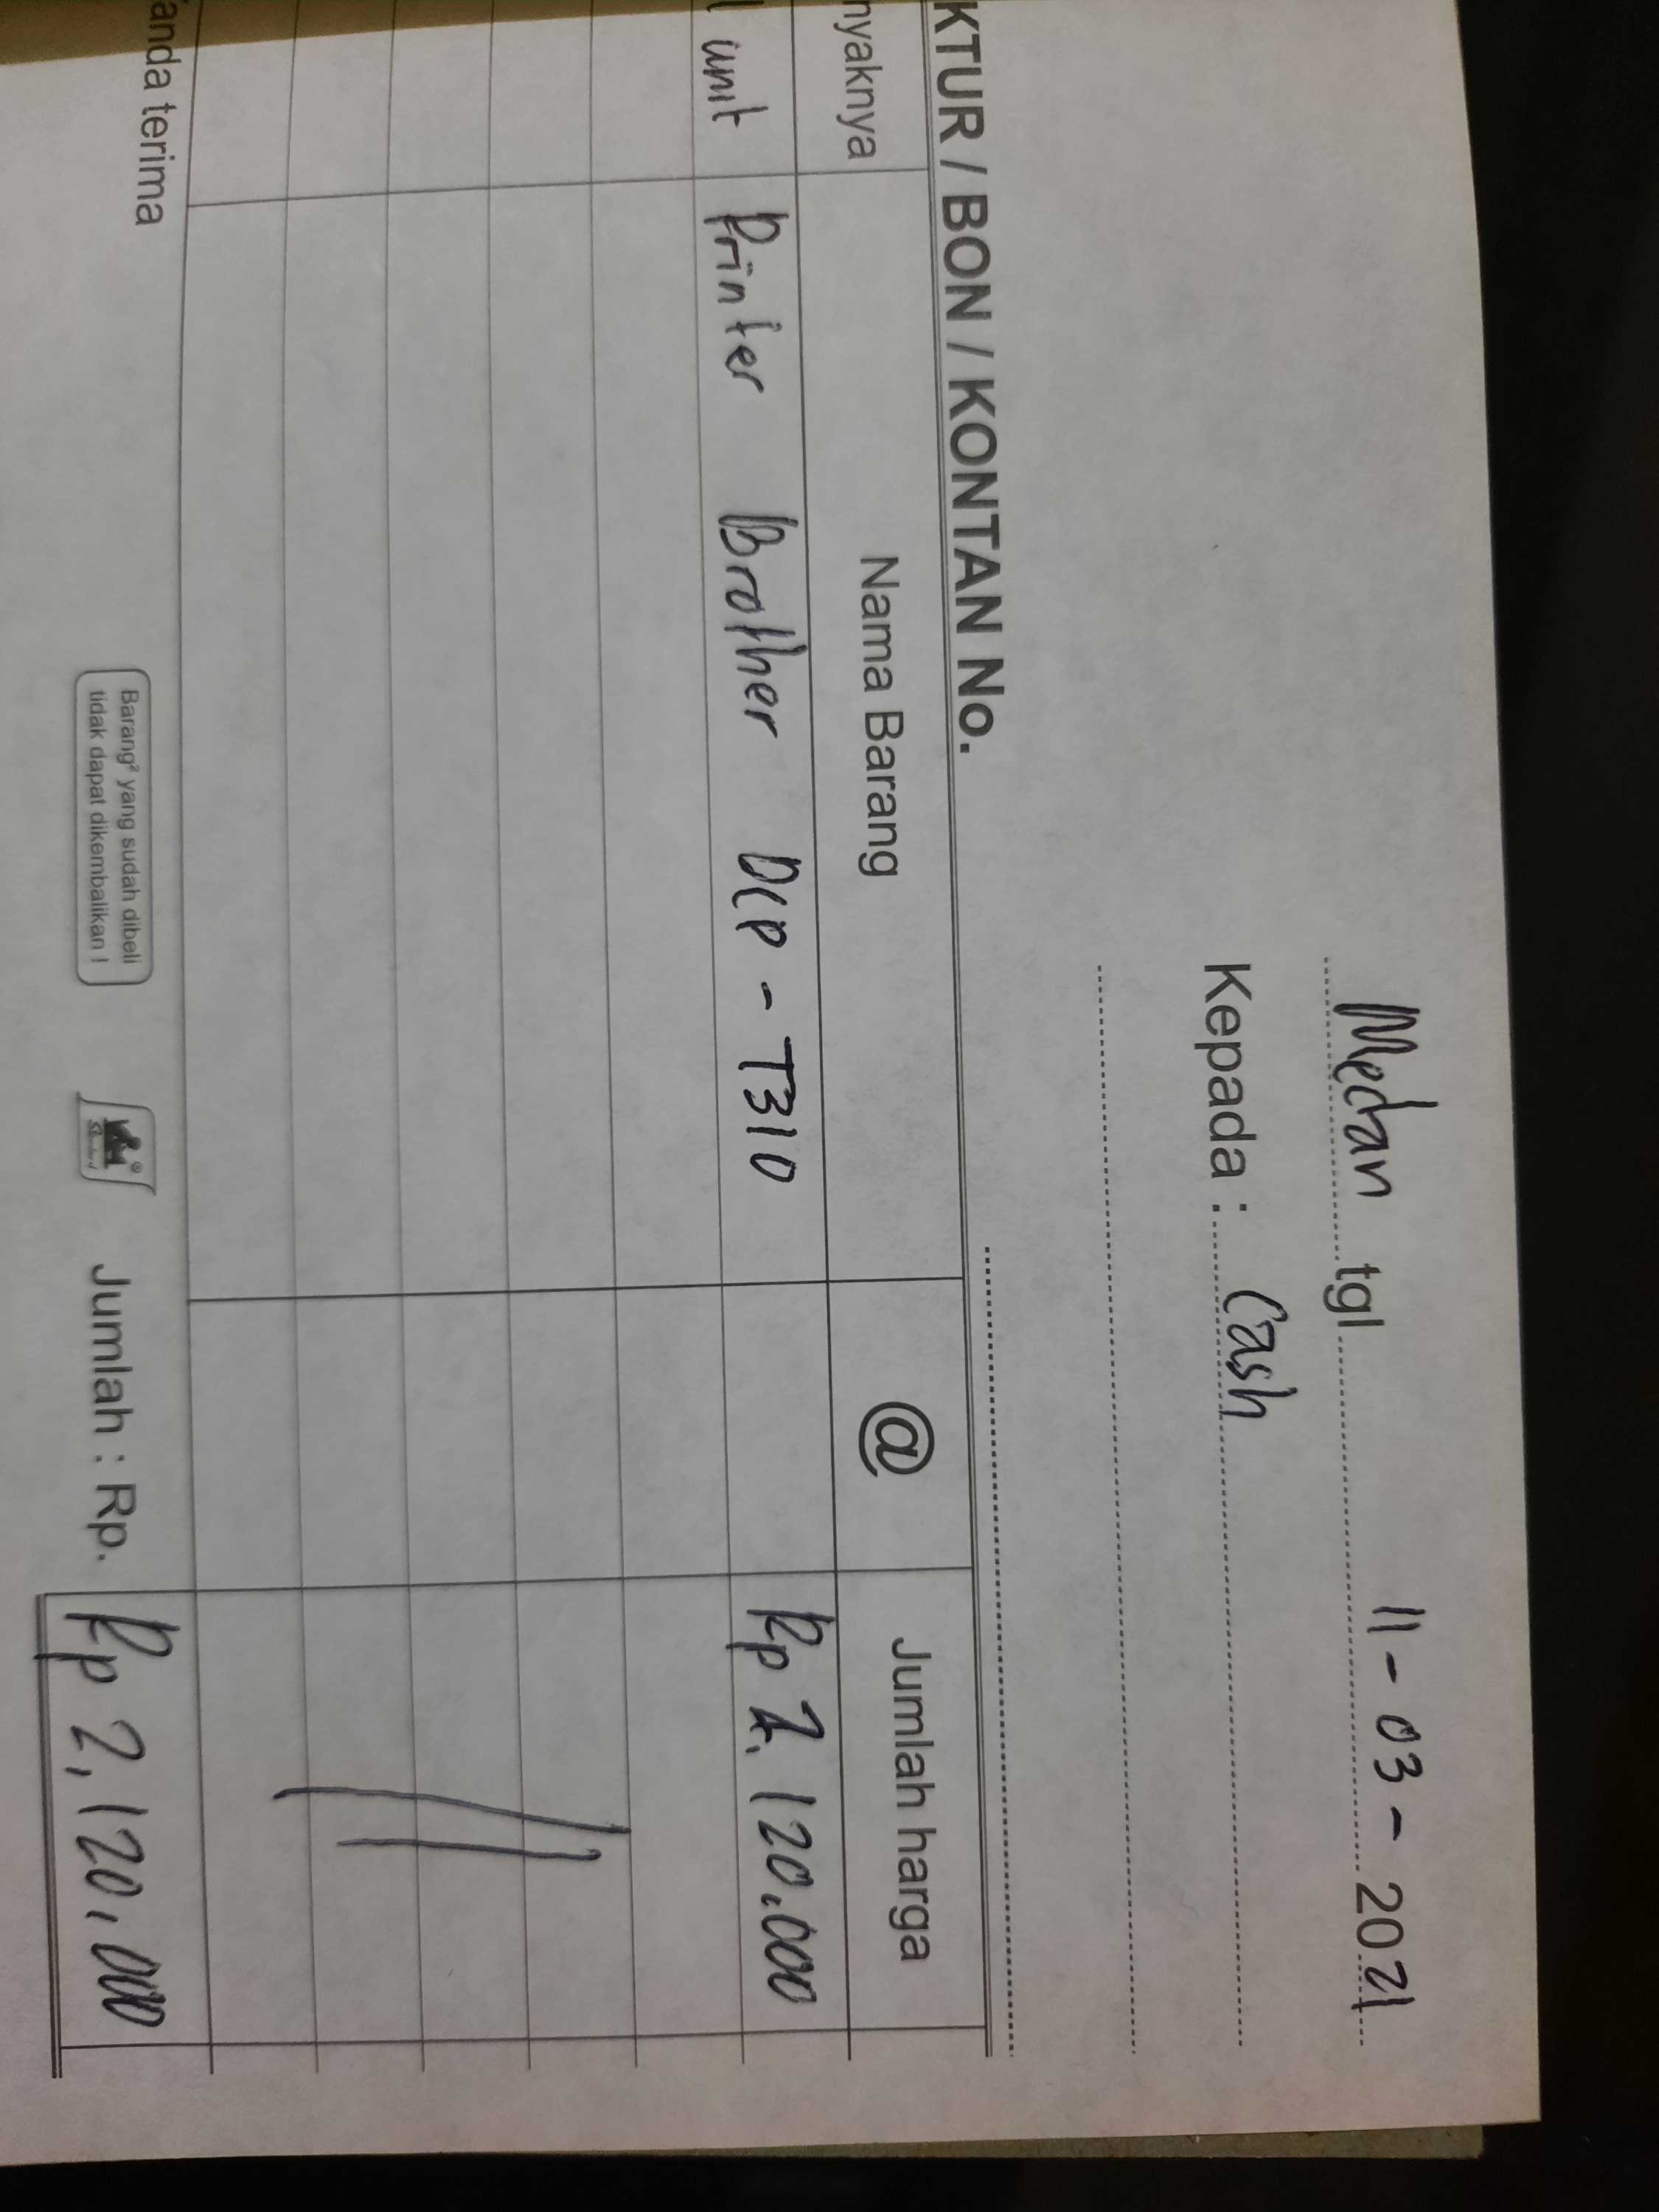 Medan tgl 11 - 03 - 2021
Kepada : Cash
KTUR / BON / KONTAN No.
nyaknya Nama Barang @ Jumlah harga
1 unit Printer Brother DCP - T310 Rp 2.120.000
anda terima
Barang² yang sudah dibeli
tidak dapat dikembalikan !
Jumlah : Rp. Rp 2,120,000